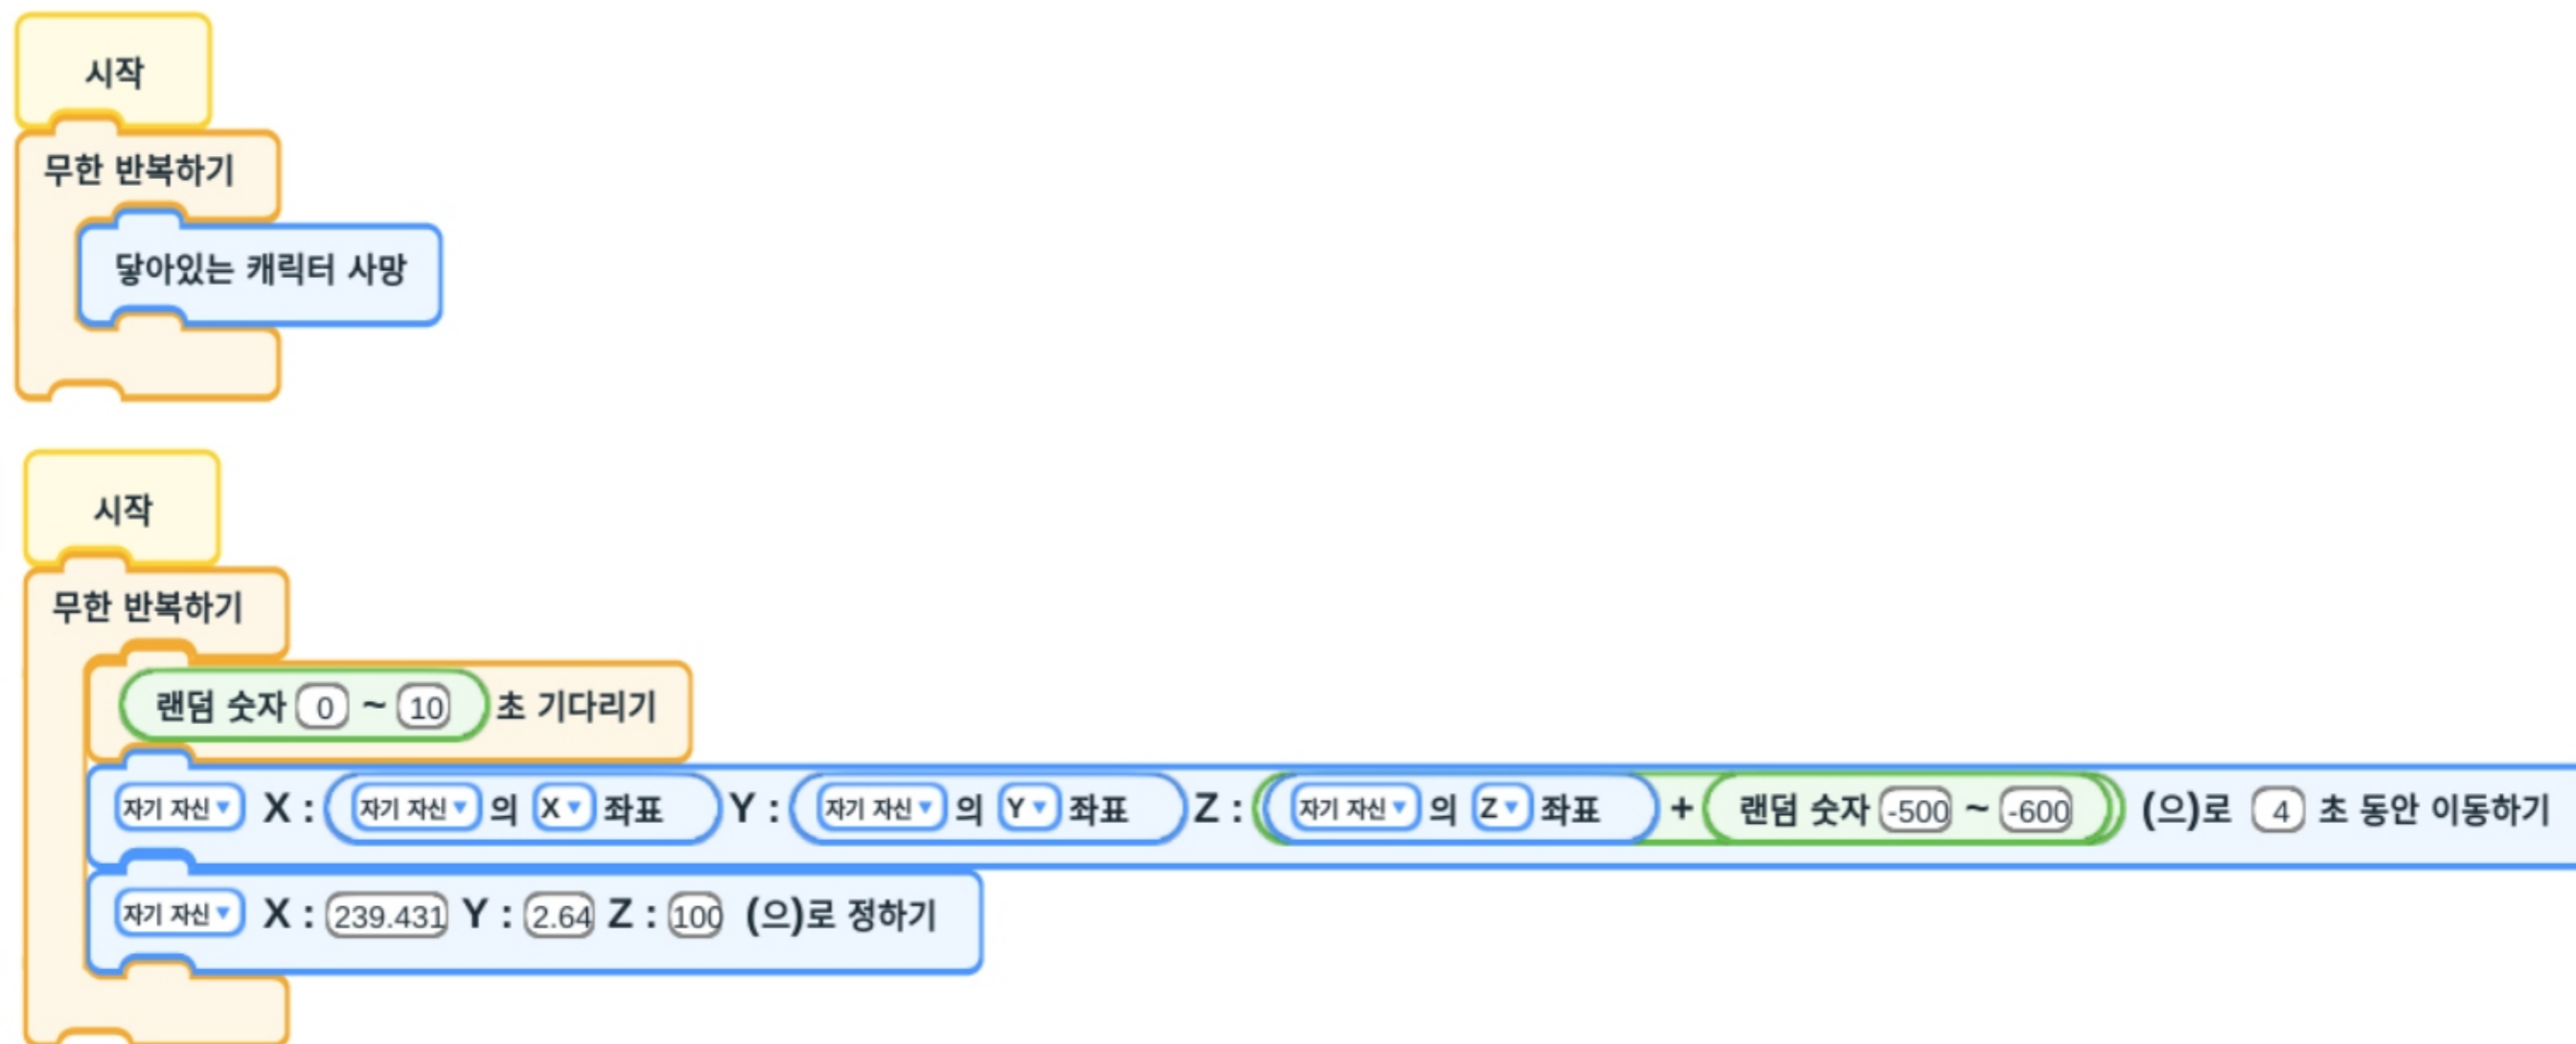 시작
무한 반복하기
닿아있는 캐릭터 사망
시작
무한 반복하기
랜덤 숫자 0 ~ 10 초 기다리기
자기 자신 ▼ X : 자기 자신 ▼ 의 X ▼ 좌표 Y : 자기 자신 ▼ 의 Y ▼ 좌표 Z : 자기 자신 ▼ 의 Z ▼ 좌표 + 랜덤 숫자 -500 ~ -600 (으)로 4 초 동안 이동하기
자기 자신 ▼ X : 239.431 Y : 2.64 Z : 100 (으)로 정하기